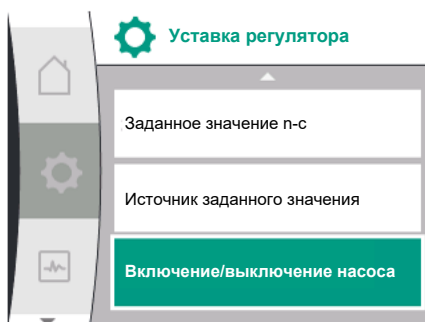 Уставка регулятора
Заданное значение n-c
Источник заданного значения
Включение/выключение насоса